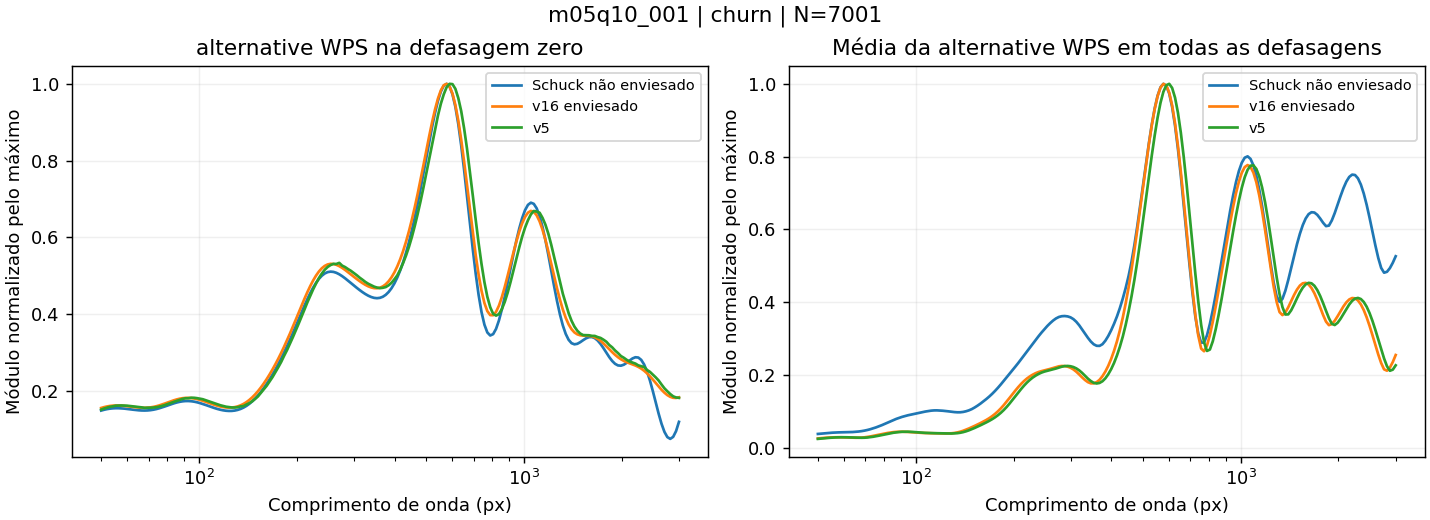 m05q10_001 | churn | N=7001
alternative WPS na defasagem zero
Módulo normalizado pelo máximo
1.0
0.8
0.6
0.4
0.2
Schuck não enviesado
v16 enviesado
v5
10²
10³
Comprimento de onda (px)
Média da alternative WPS em todas as defasagens
Módulo normalizado pelo máximo
1.0
0.8
0.6
0.4
0.2
0.0
Schuck não enviesado
v16 enviesado
v5
10²
10³
Comprimento de onda (px)